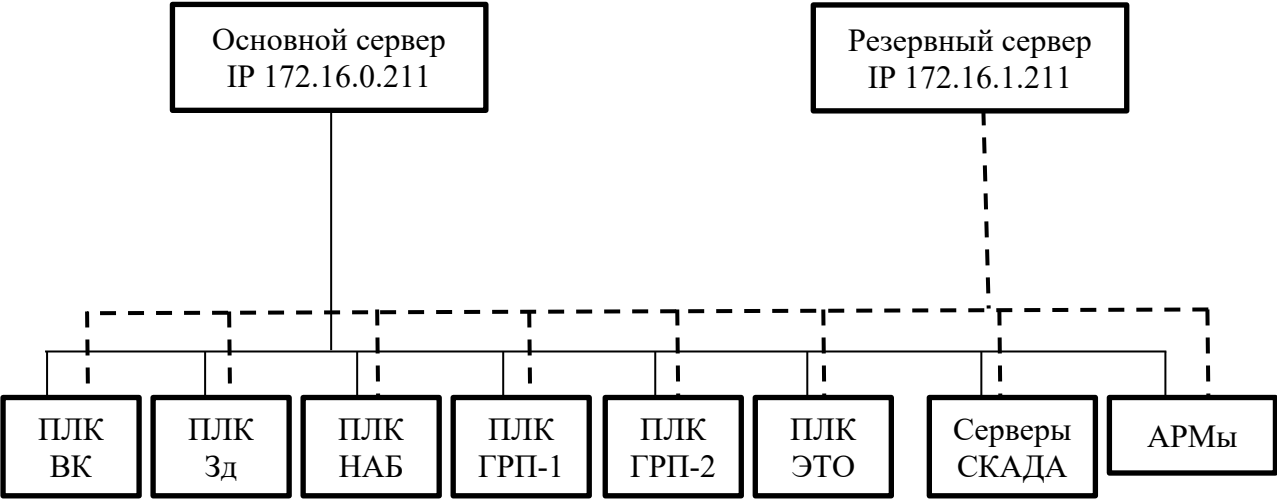 Основной сервер
IP 172.16.0.211
Резервный сервер
IP 172.16.1.211
ПЛК
ВК
ПЛК
Зд
ПЛК
НАБ
ПЛК
ГРП-1
ПЛК
ГРП-2
ПЛК
ЭТО
Серверы
СКАДА
АРМы